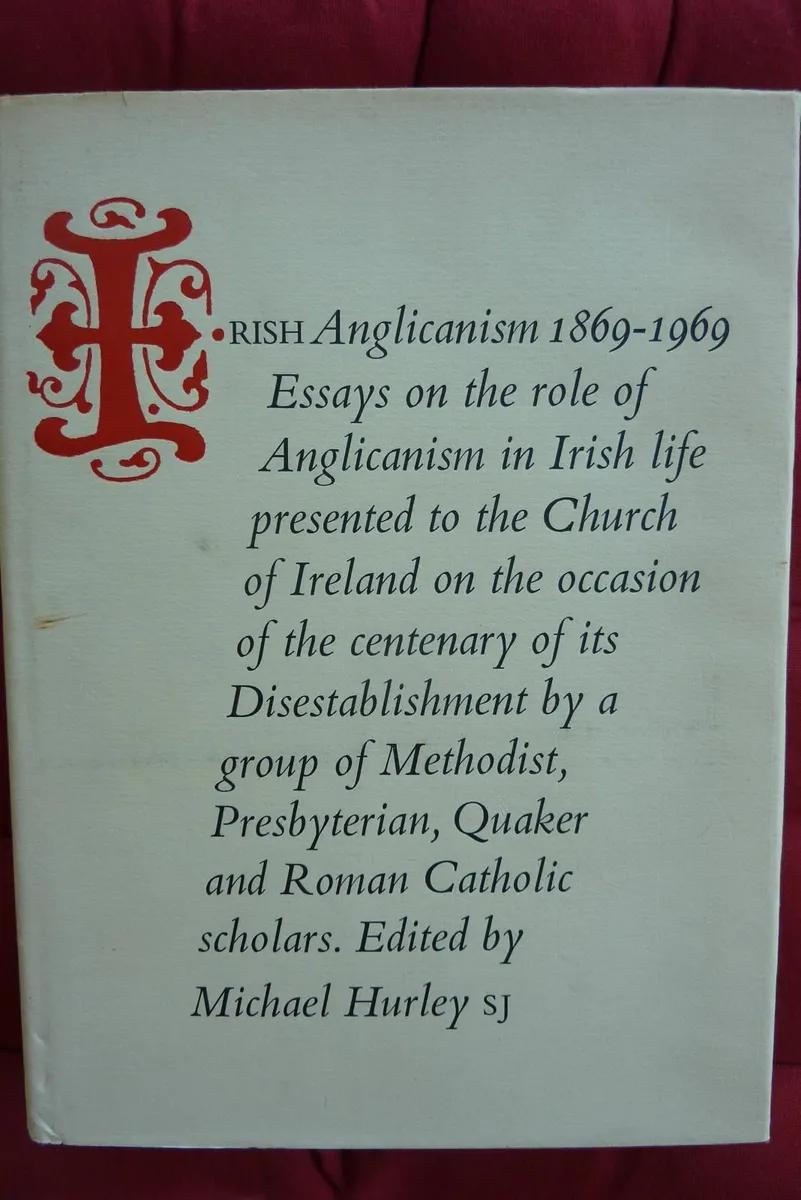 IRISH Anglicanism 1869-1969
Essays on the role of
Anglicanism in Irish life
presented to the Church
of Ireland on the occasion
of the centenary of its
Disestablishment by a
group of Methodist,
Presbyterian, Quaker
and Roman Catholic
scholars. Edited by
Michael Hurley SJ